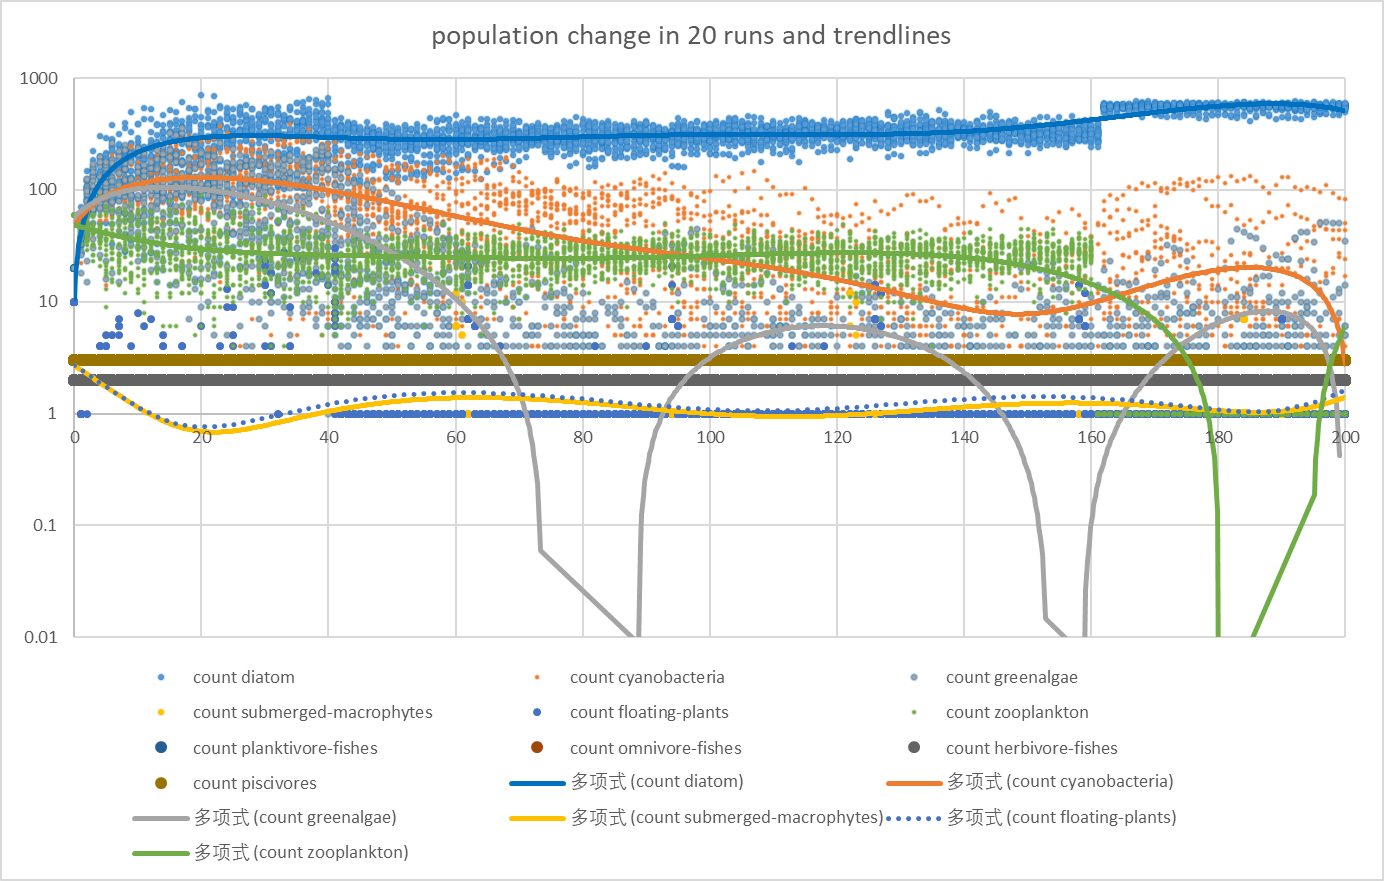 population change in 20 runs and trendlines
1000
100
10
1
0.1
0.01
0 20 40 60 80 100 120 140 160 180 200
count diatom count cyanobacteria count greenalgae
count submerged-macrophytes count floating-plants count zooplankton
count planktivore-fishes count omnivore-fishes count herbivore-fishes
count piscivores 多项式 (count diatom) 多项式 (count cyanobacteria)
多项式 (count greenalgae) 多项式 (count submerged-macrophytes) 多项式 (count floating-plants)
多项式 (count zooplankton)